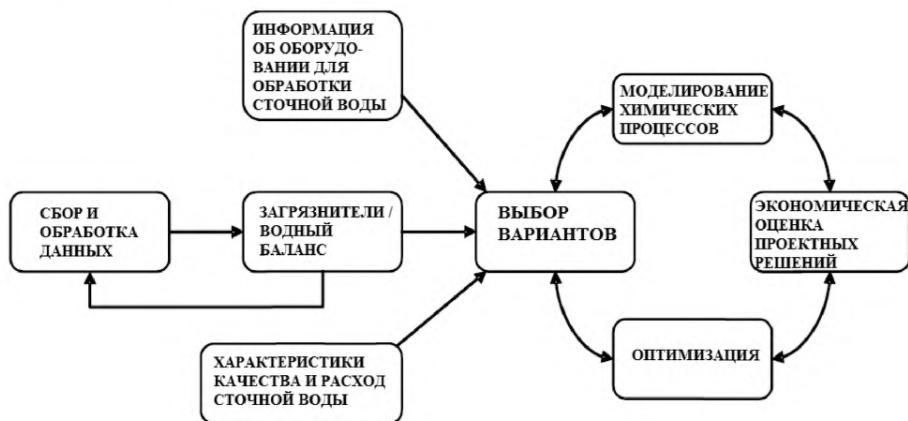 ИНФОРМАЦИЯ
ОБ ОБОРУДО-
ВАНИИ ДЛЯ
ОБРАБОТКИ
СТОЧНОЙ ВОДЫ
МОДЕЛИРОВАНИЕ
ХИМИЧЕСКИХ
ПРОЦЕССОВ
СБОР И
ОБРАБОТКА
ДАННЫХ
ЗАГРЯЗНИТЕЛИ /
ВОДНЫЙ
БАЛАНС
ВЫБОР
ВАРИАНТОВ
ЭКОНОМИЧЕСКАЯ
ОЦЕНКА
ПРОЕКТНЫХ
РЕШЕНИЙ
ХАРАКТЕРИСТИКИ
КАЧЕСТВА И РАСХОД
СТОЧНОЙ ВОДЫ
ОПТИМИЗАЦИЯ